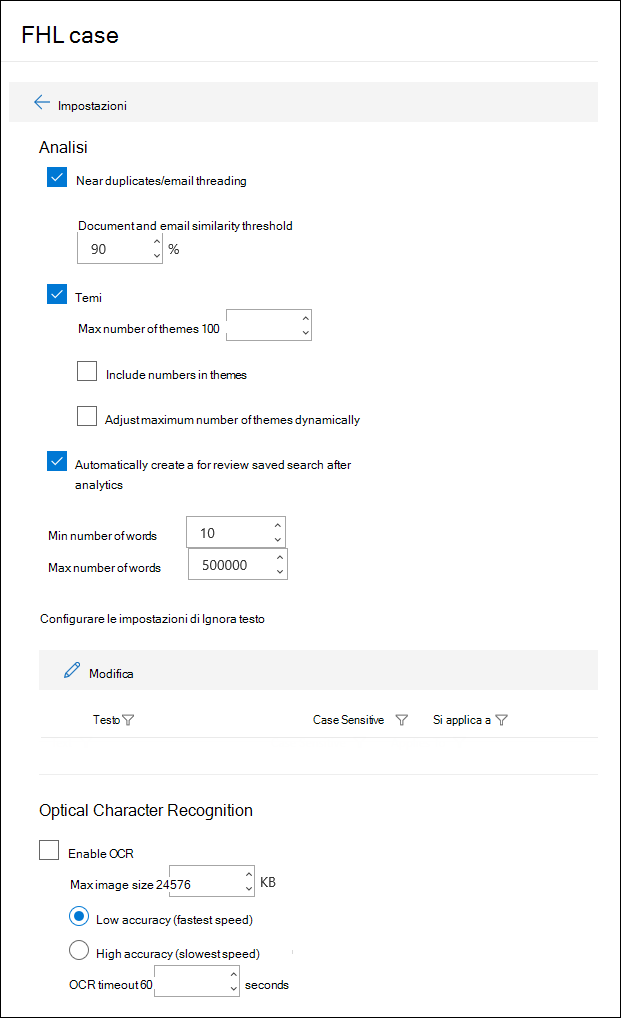 FHL case
Impostazioni
Analisi
Near duplicates/email threading
Document and email similarity threshold
90 %
Temi
Max number of themes 100
Include numbers in themes
Adjust maximum number of themes dynamically
Automatically create a for review saved search after
analytics
Min number of words 10
Max number of words 500000
Configurare le impostazioni di Ignora testo
Modifica
Testo Case Sensitive Si applica a
Optical Character Recognition
Enable OCR
Max image size 24576 KB
Low accuracy (fastest speed)
High accuracy (slowest speed)
OCR timeout 60 seconds